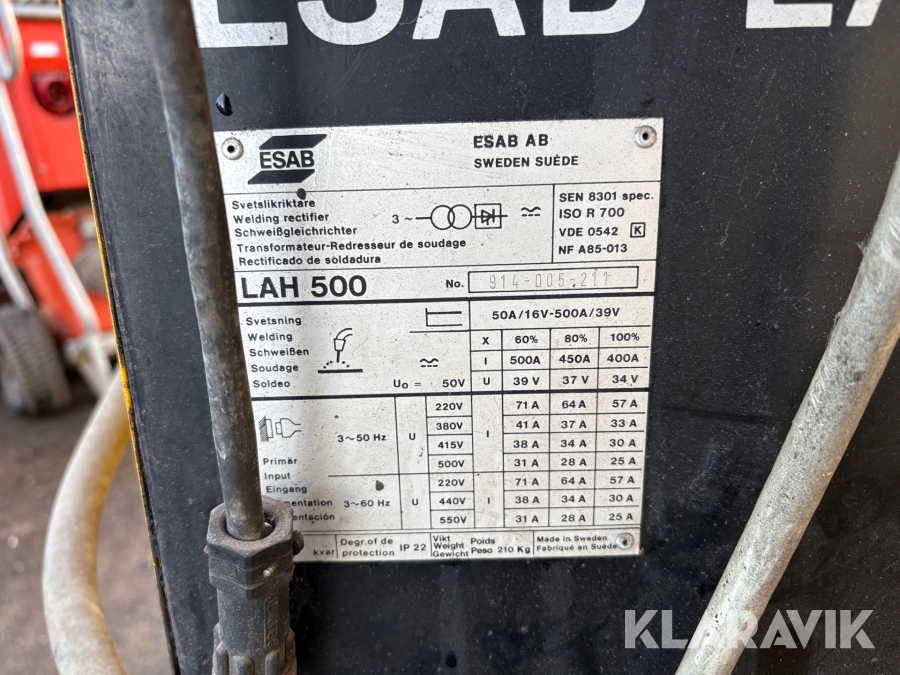 ESAB
ESAB
ESAB AB
SWEDEN SUÈDE
Svetslikriktare
Welding rectifier
Schweißgleichrichter
Transformateur-Redresseur de soudage
Rectificado de soldadura
3~
SEN 8301 spec.
ISO R 700
VDE 0542 K
NF A85-013
LAH 500
No. 914-005-211
Svetsning
Welding
Schweißen
Soudage
Soldeo
U₀ = 50V
50A/16V-500A/39V
X 60% 80% 100%
I 500A 450A 400A
U 39 V 37 V 34 V
Primär
Input
Eingang
3~50 Hz U I
220V 71 A 64 A 57 A
380V 41 A 37 A 33 A
415V 38 A 34 A 30 A
500V 31 A 28 A 25 A
3~60 Hz U I
220V 71 A 64 A 57 A
440V 38 A 34 A 30 A
550V 31 A 28 A 25 A
kvar
Degr.of de
protection
IP 22
Vikt Poids
Weight Peso 210 Kg
Gewicht
Made in Sweden
Fabriqué en Suède
KLARAVIK